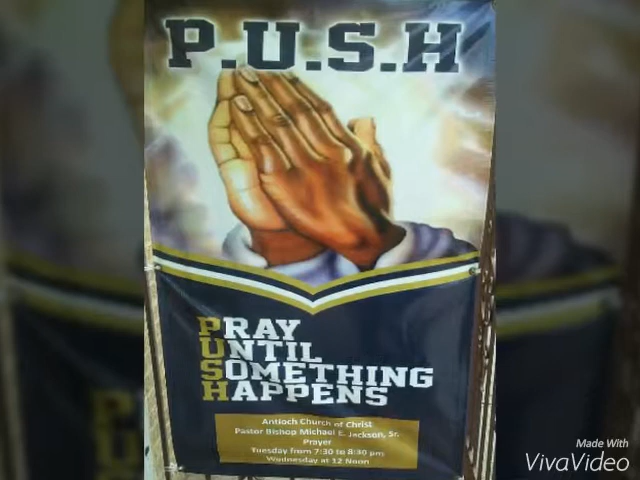 P.U.S.H
PRAY
UNTIL
SOMETHING
HAPPENS
Antioch Church of Christ
Pastor Bishop Michael E. Jackson, Sr.
Prayer
Tuesday from 7:30 to 8:30 pm
Wednesday at 12 Noon
Made With
VivaVideo